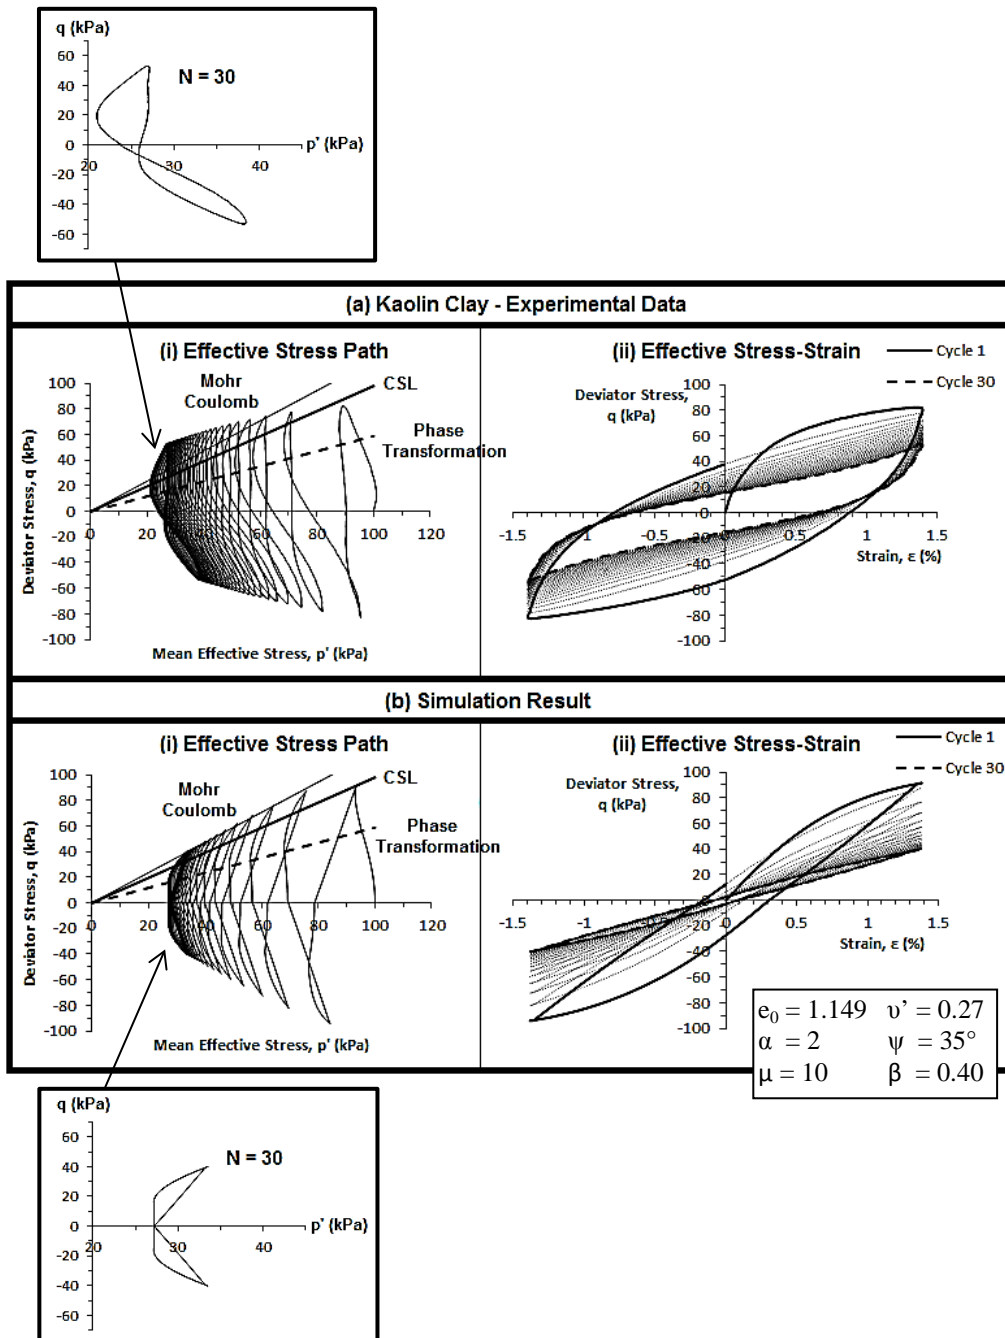 q (kPa)
60
N = 30
40
20
0
p' (kPa)
20
30
40
-20
-40
-60
(a) Kaolin Clay - Experimental Data
(i) Effective Stress Path
Mohr
Coulomb
CSL
Phase
Transformation
Deviator Stress, q (kPa)
100
80
60
40
20
0
-20
-40
-60
-80
-100
0
20
40
60
80
100
120
Mean Effective Stress, p' (kPa)
(ii) Effective Stress-Strain
Cycle 1
Cycle 30
Deviator Stress,
q (kPa)
100
80
60
40
20
0
-20
-40
-60
-80
-100
-1.5
-1
-0.5
0
0.5
1
1.5
Strain, ε (%)
(b) Simulation Result
(i) Effective Stress Path
Mohr
Coulomb
CSL
Phase
Transformation
Deviator Stress, q (kPa)
100
80
60
40
20
0
-20
-40
-60
-80
-100
0
20
40
60
80
100
120
Mean Effective Stress, p' (kPa)
(ii) Effective Stress-Strain
Cycle 1
Cycle 30
Deviator Stress,
q (kPa)
100
80
60
40
20
0
-20
-40
-60
-80
-100
-1.5
-1
-0.5
0
0.5
1
1.5
Strain, ε (%)
e₀ = 1.149 υ' = 0.27
α = 2 ψ = 35°
μ = 10 β = 0.40
q (kPa)
60
N = 30
40
20
0
p' (kPa)
20
30
40
-20
-40
-60